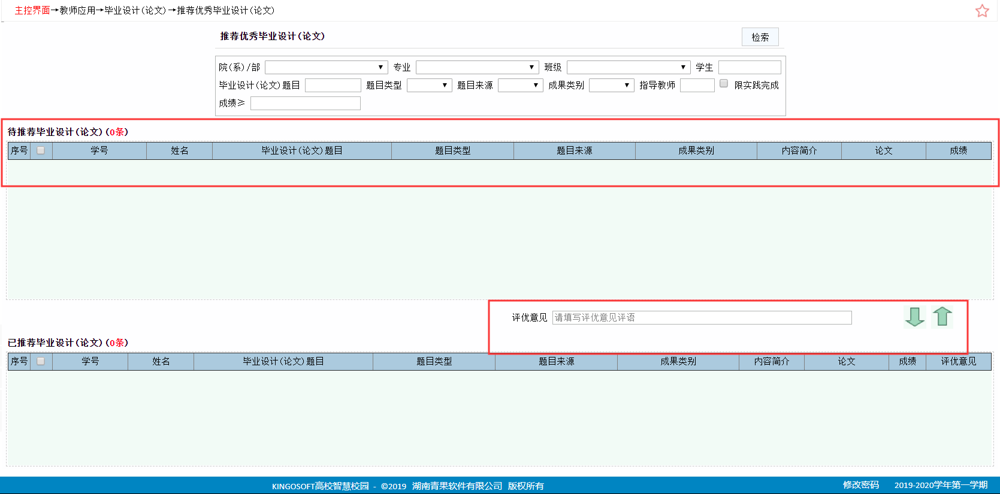 主控界面→教师应用→毕业设计(论文)→推荐优秀毕业设计(论文)
推荐优秀毕业设计(论文) 检索
院(系)/部 专业 班级 学生
毕业设计(论文)题目 题目类型 题目来源 成果类别 指导教师 限实践完成
成绩≥
待推荐毕业设计(论文)(0条)
序号 学号 姓名 毕业设计(论文)题目 题目类型 题目来源 成果类别 内容简介 论文 成绩
评优意见 请填写评优意见评语
已推荐毕业设计(论文)(0条)
序号 学号 姓名 毕业设计(论文)题目 题目类型 题目来源 成果类别 内容简介 论文 成绩 评优意见
KINGOSOFT高校智慧校园 - ©2019 湖南青果软件有限公司 版权所有 修改密码 2019-2020学年第一学期